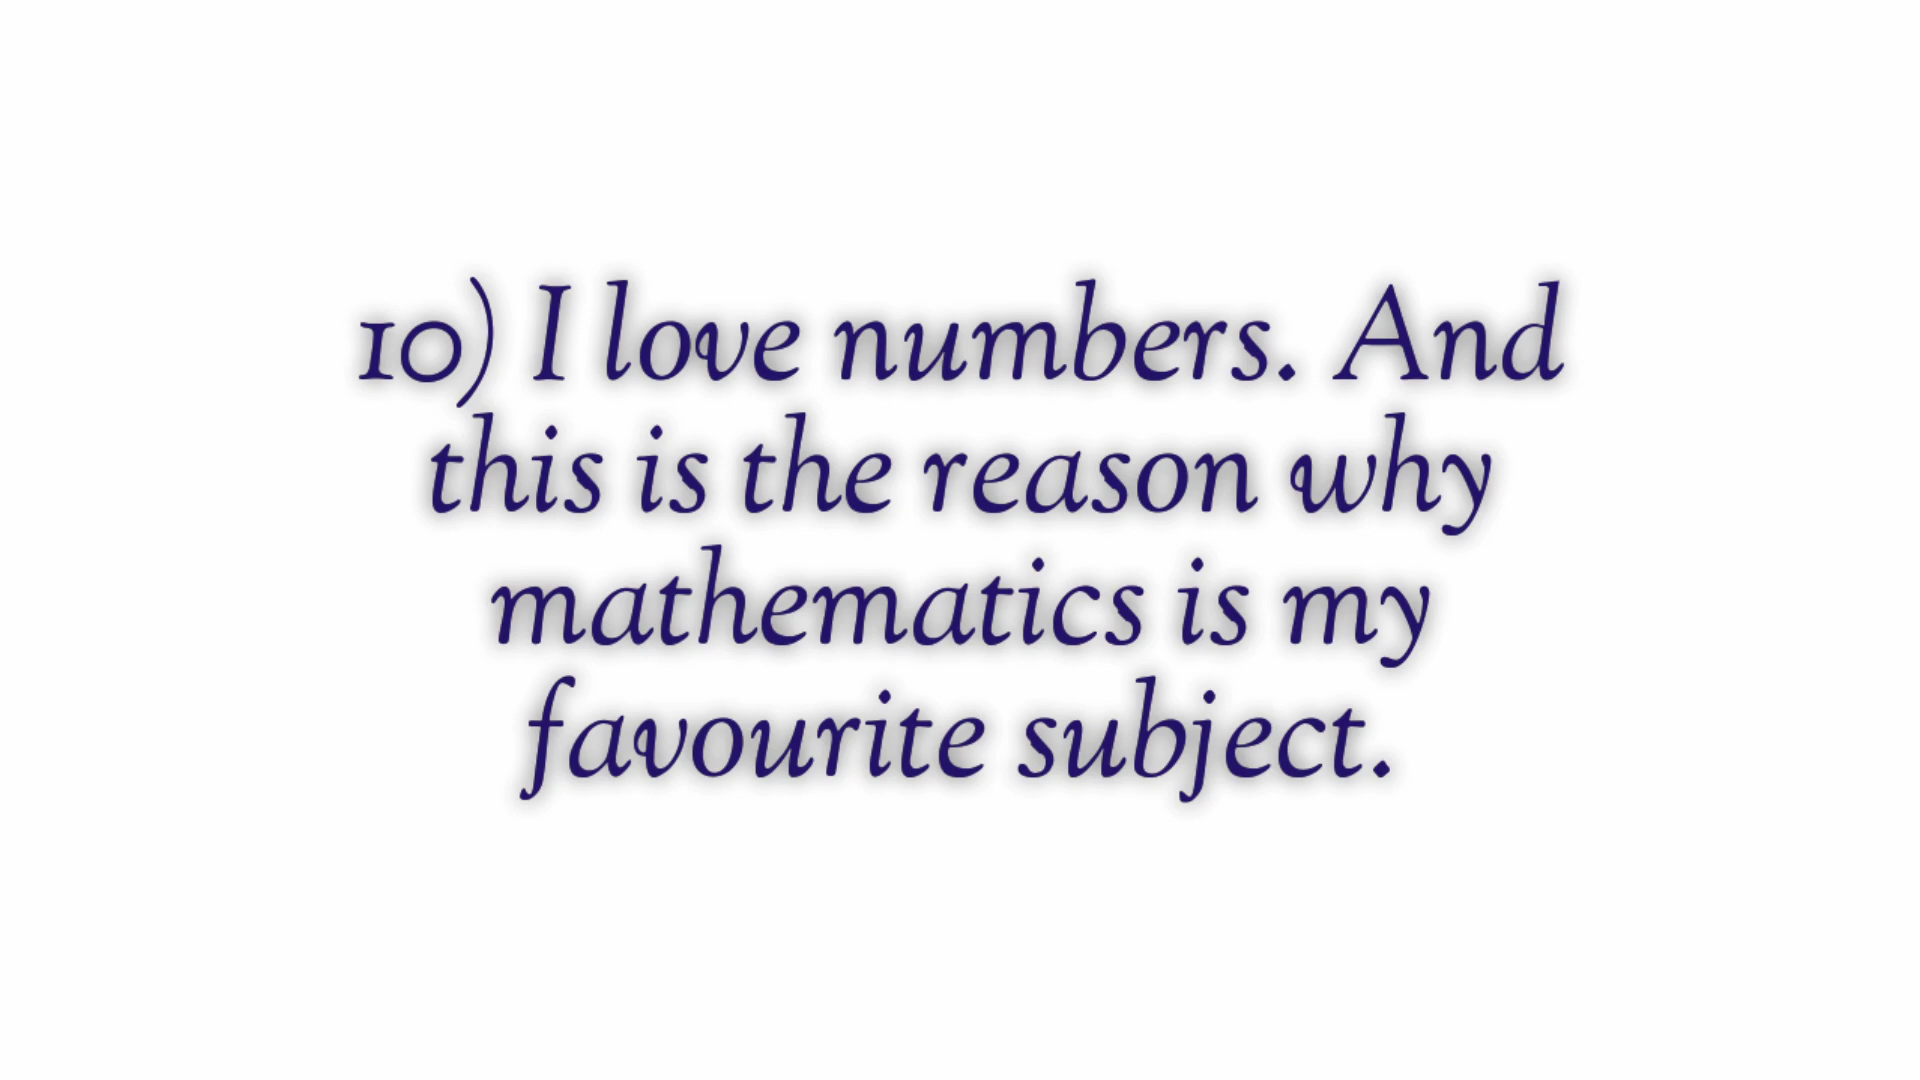 10) I love numbers. And
this is the reason why
mathematics is my
favourite subject.